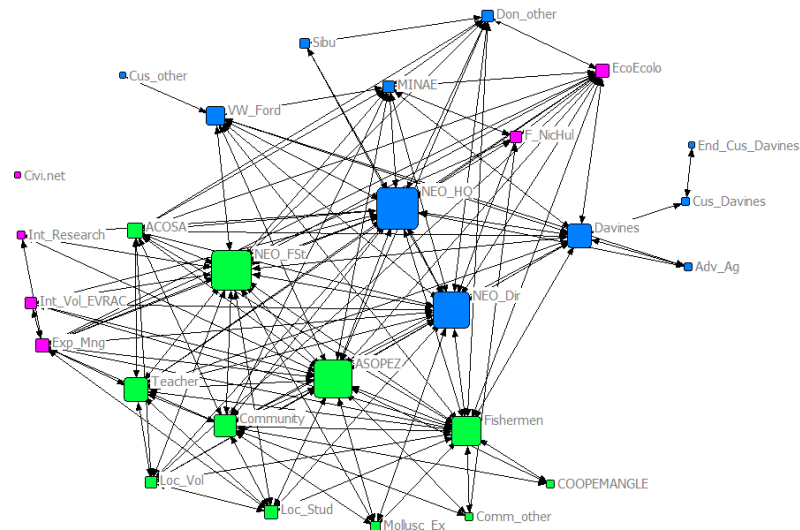 Don_other
Sibu
EcoEcolo
Cus_other
MINAE
VW_Ford
F_NicHul
End_Cus_Davines
Civi.net
NEO_HQ
Cus_Davines
ACOSA
Davines
Int_Research
NEO_FSt
Adv_Ag
NEO_Dir
Int_Vol_EVRAC
Exp_Mng
ASOPEZ
Teacher
Community
Fishermen
Loc_Vol
COOPEMANGLE
Loc_Stud
Comm_other
Mollusc_Ex